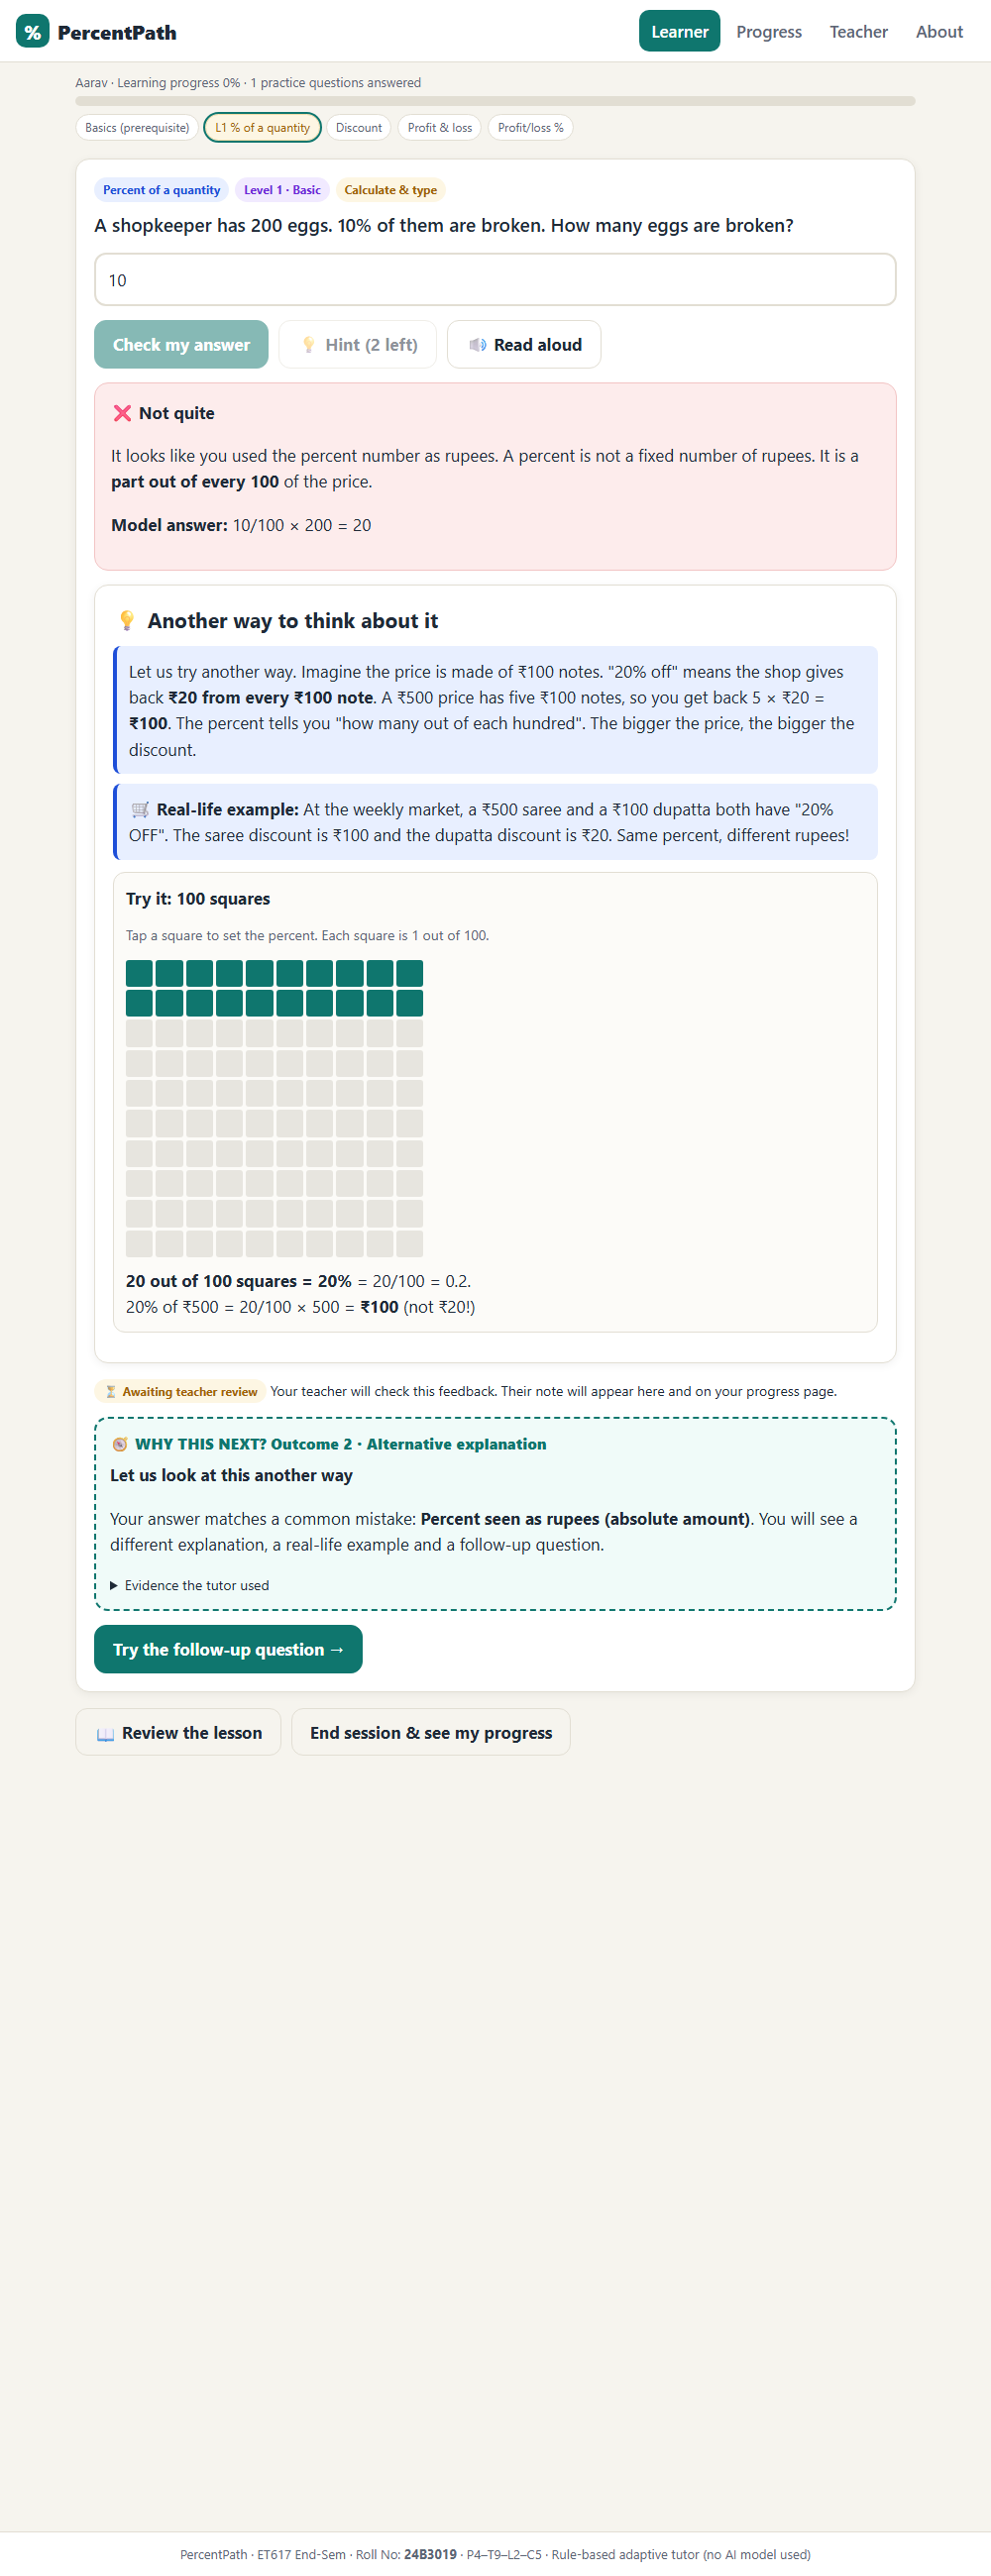 % PercentPath
Learner Progress Teacher About
Aarav · Learning progress 0% · 1 practice questions answered
Basics (prerequisite) L1 % of a quantity Discount Profit & loss Profit/loss %
Percent of a quantity Level 1 · Basic Calculate & type
A shopkeeper has 200 eggs. 10% of them are broken. How many eggs are broken?
10
Check my answer 💡 Hint (2 left) 🔊 Read aloud
❌ Not quite
It looks like you used the percent number as rupees. A percent is not a fixed number of rupees. It is a
part out of every 100 of the price.
Model answer: 10/100 × 200 = 20
💡 Another way to think about it
Let us try another way. Imagine the price is made of ₹100 notes. "20% off" means the shop gives
back ₹20 from every ₹100 note. A ₹500 price has five ₹100 notes, so you get back 5 × ₹20 =
₹100. The percent tells you "how many out of each hundred". The bigger the price, the bigger the
discount.
🛒 Real-life example: At the weekly market, a ₹500 saree and a ₹100 dupatta both have "20%
OFF". The saree discount is ₹100 and the dupatta discount is ₹20. Same percent, different rupees!
Try it: 100 squares
Tap a square to set the percent. Each square is 1 out of 100.
20 out of 100 squares = 20% = 20/100 = 0.2.
20% of ₹500 = 20/100 × 500 = ₹100 (not ₹20!)
⏳ Awaiting teacher review Your teacher will check this feedback. Their note will appear here and on your progress page.
🧭 WHY THIS NEXT? Outcome 2 · Alternative explanation
Let us look at this another way
Your answer matches a common mistake: Percent seen as rupees (absolute amount). You will see a
different explanation, a real-life example and a follow-up question.
▶ Evidence the tutor used
Try the follow-up question →
📖 Review the lesson End session & see my progress
PercentPath · ET617 End-Sem · Roll No: 24B3019 · P4–T9–L2–C5 · Rule-based adaptive tutor (no AI model used)